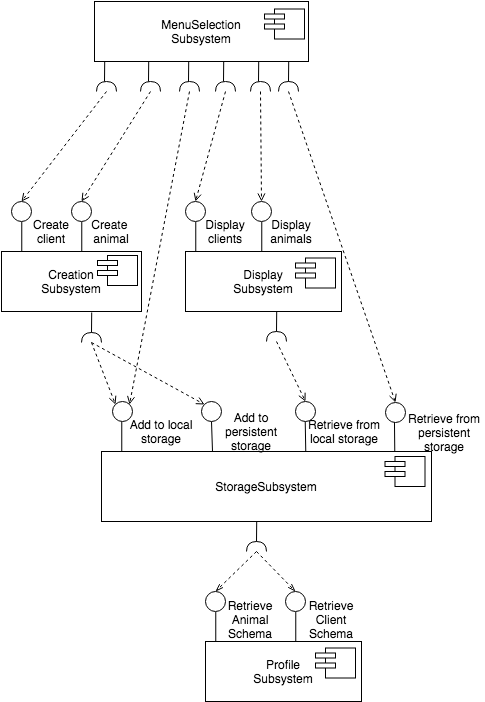 MenuSelection
Subsystem
Create
client
Create
animal
Display
clients
Display
animals
Creation
Subsystem
Display
Subsystem
Add to local
storage
Add to
persistent
storage
Retrieve from
local storage
Retrieve from
persistent
storage
StorageSubsystem
Retrieve
Animal
Schema
Retrieve
Client
Schema
Profile
Subsystem